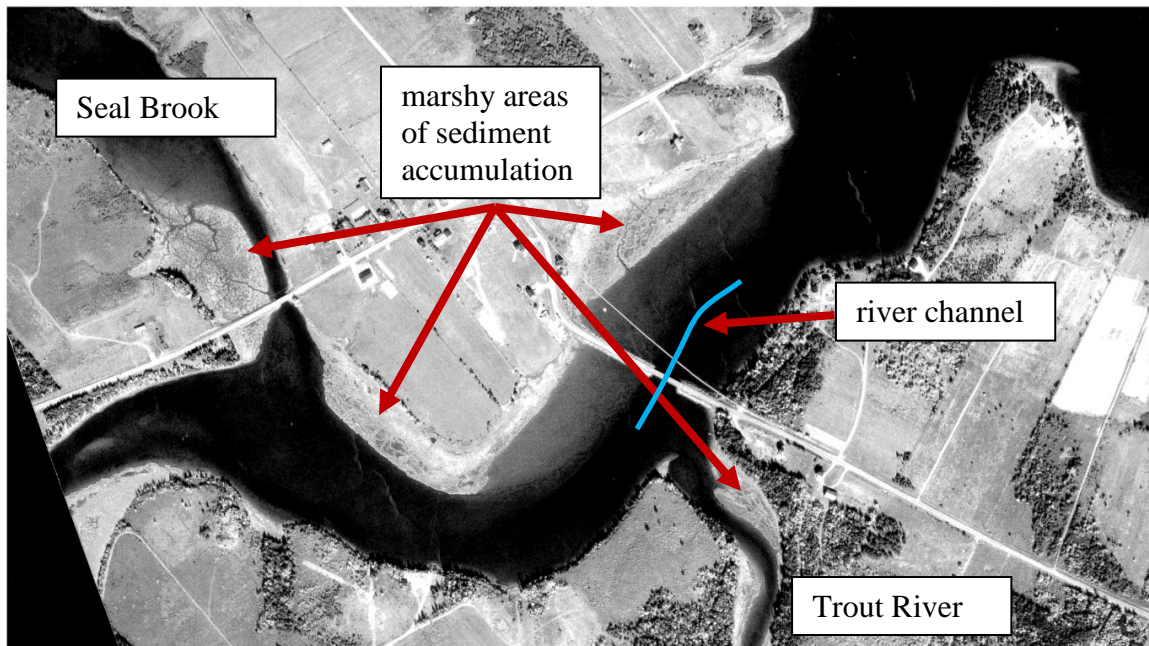 Seal Brook
marshy areas
of sediment
accumulation
river channel
Trout River